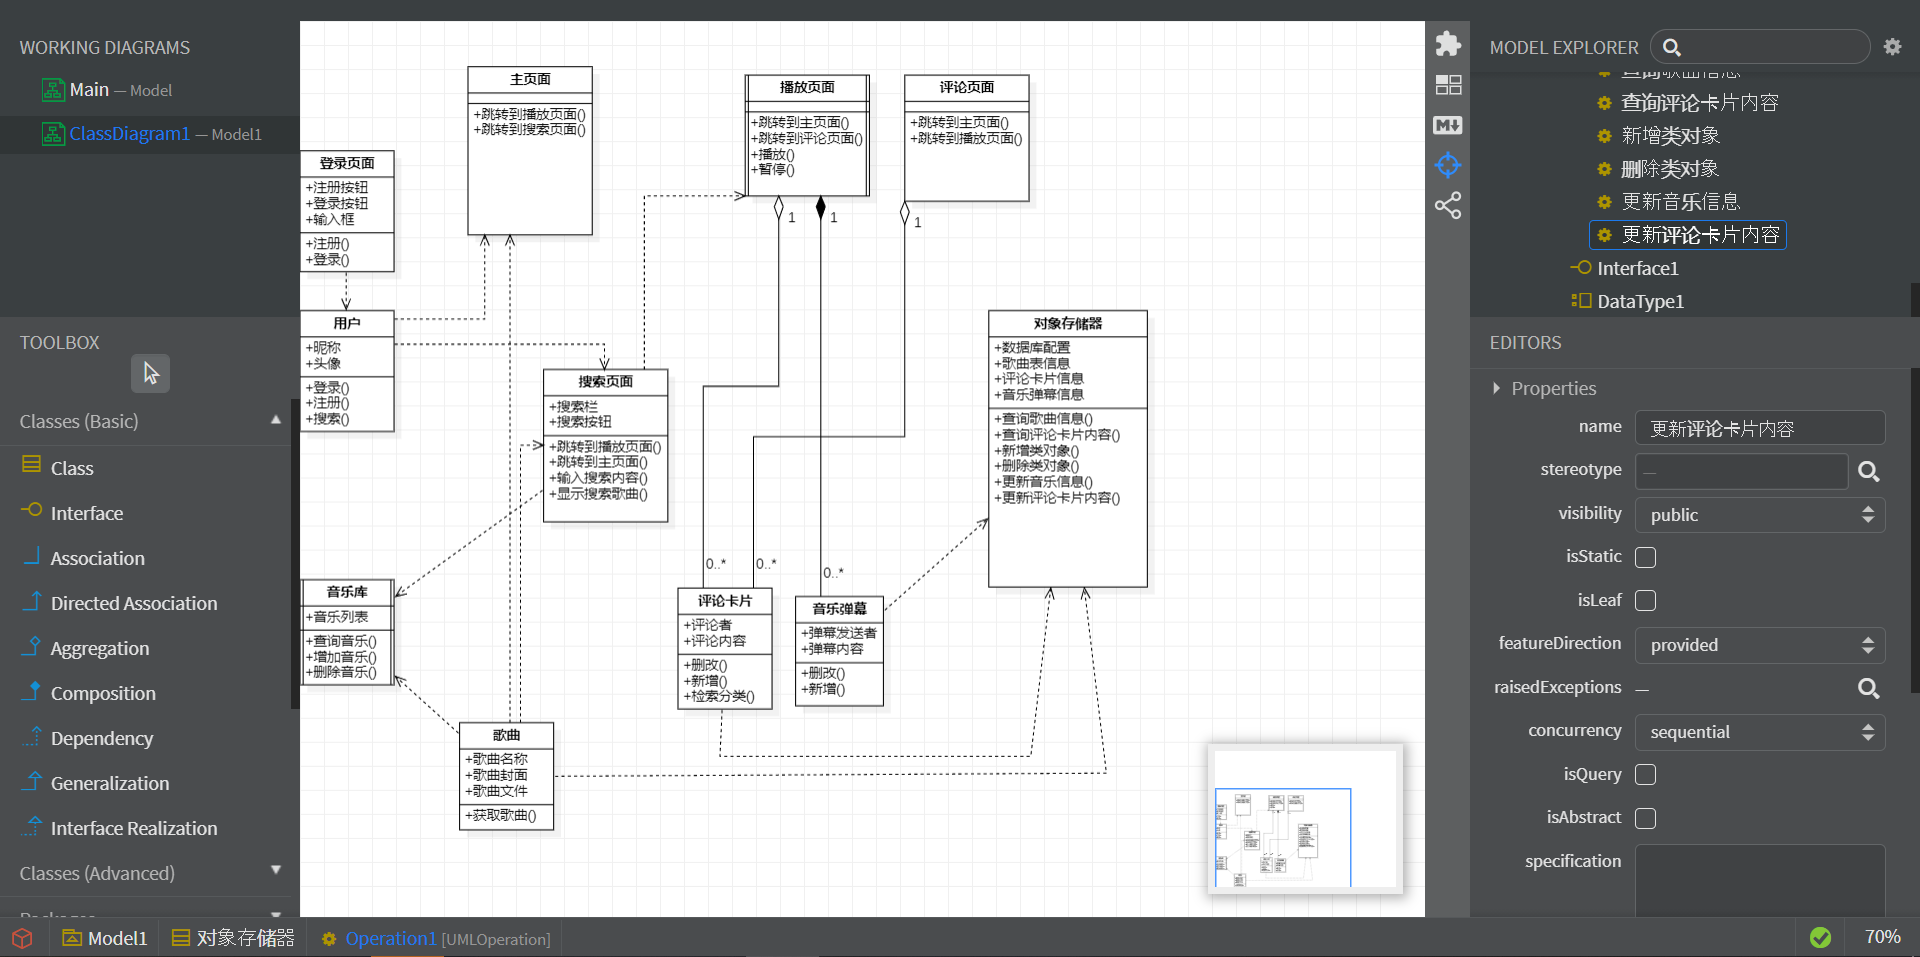 WORKING DIAGRAMS
Main — Model
ClassDiagram1 — Model1
TOOLBOX
Classes (Basic)
Class
Interface
Association
Directed Association
Aggregation
Composition
Dependency
Generalization
Interface Realization
Classes (Advanced)
主页面
+跳转到播放页面()
+跳转到搜索页面()
播放页面
+跳转到主页面()
+跳转到评论页面()
+播放()
+暂停()
评论页面
+跳转到主页面()
+跳转到播放页面()
登录页面
+注册按钮
+登录按钮
+输入框
+注册()
+登录()
1
1
1
用户
+昵称
+头像
+登录()
+注册()
+搜索()
搜索页面
+搜索栏
+搜索按钮
+跳转到播放页面()
+跳转到主页面()
+输入搜索内容()
+显示搜索歌曲()
对象存储器
+数据库配置
+歌曲表信息
+评论卡片信息
+音乐弹幕信息
+查询歌曲信息()
+查询评论卡片内容()
+新增类对象()
+删除类对象()
+更新音乐信息()
+更新评论卡片内容()
0..*
0..*
0..*
音乐库
+音乐列表
+查询音乐()
+增加音乐()
+删除音乐()
评论卡片
+评论者
+评论内容
+删改()
+新增()
+检索分类()
音乐弹幕
+弹幕发送者
+弹幕内容
+删改()
+新增()
歌曲
+歌曲名称
+歌曲封面
+歌曲文件
+获取歌曲()
MODEL EXPLORER
查询歌曲信息
查询评论卡片内容
新增类对象
删除类对象
更新音乐信息
更新评论卡片内容
Interface1
DataType1
EDITORS
Properties
name 更新评论卡片内容
stereotype —
visibility public
isStatic
isLeaf
featureDirection provided
raisedExceptions —
concurrency sequential
isQuery
isAbstract
specification
Model1 对象存储器 Operation1 [UMLOperation]
70%